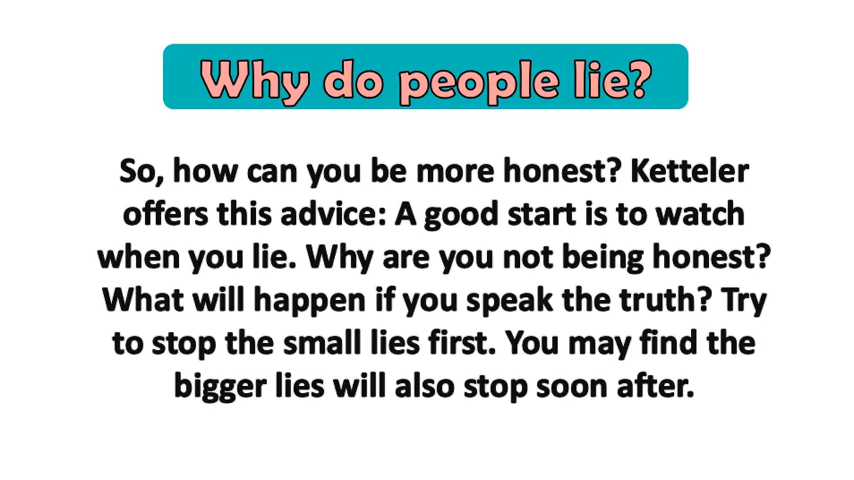 Why do people lie?
So, how can you be more honest? Ketteler
offers this advice: A good start is to watch
when you lie. Why are you not being honest?
What will happen if you speak the truth? Try
to stop the small lies first. You may find the
bigger lies will also stop soon after.